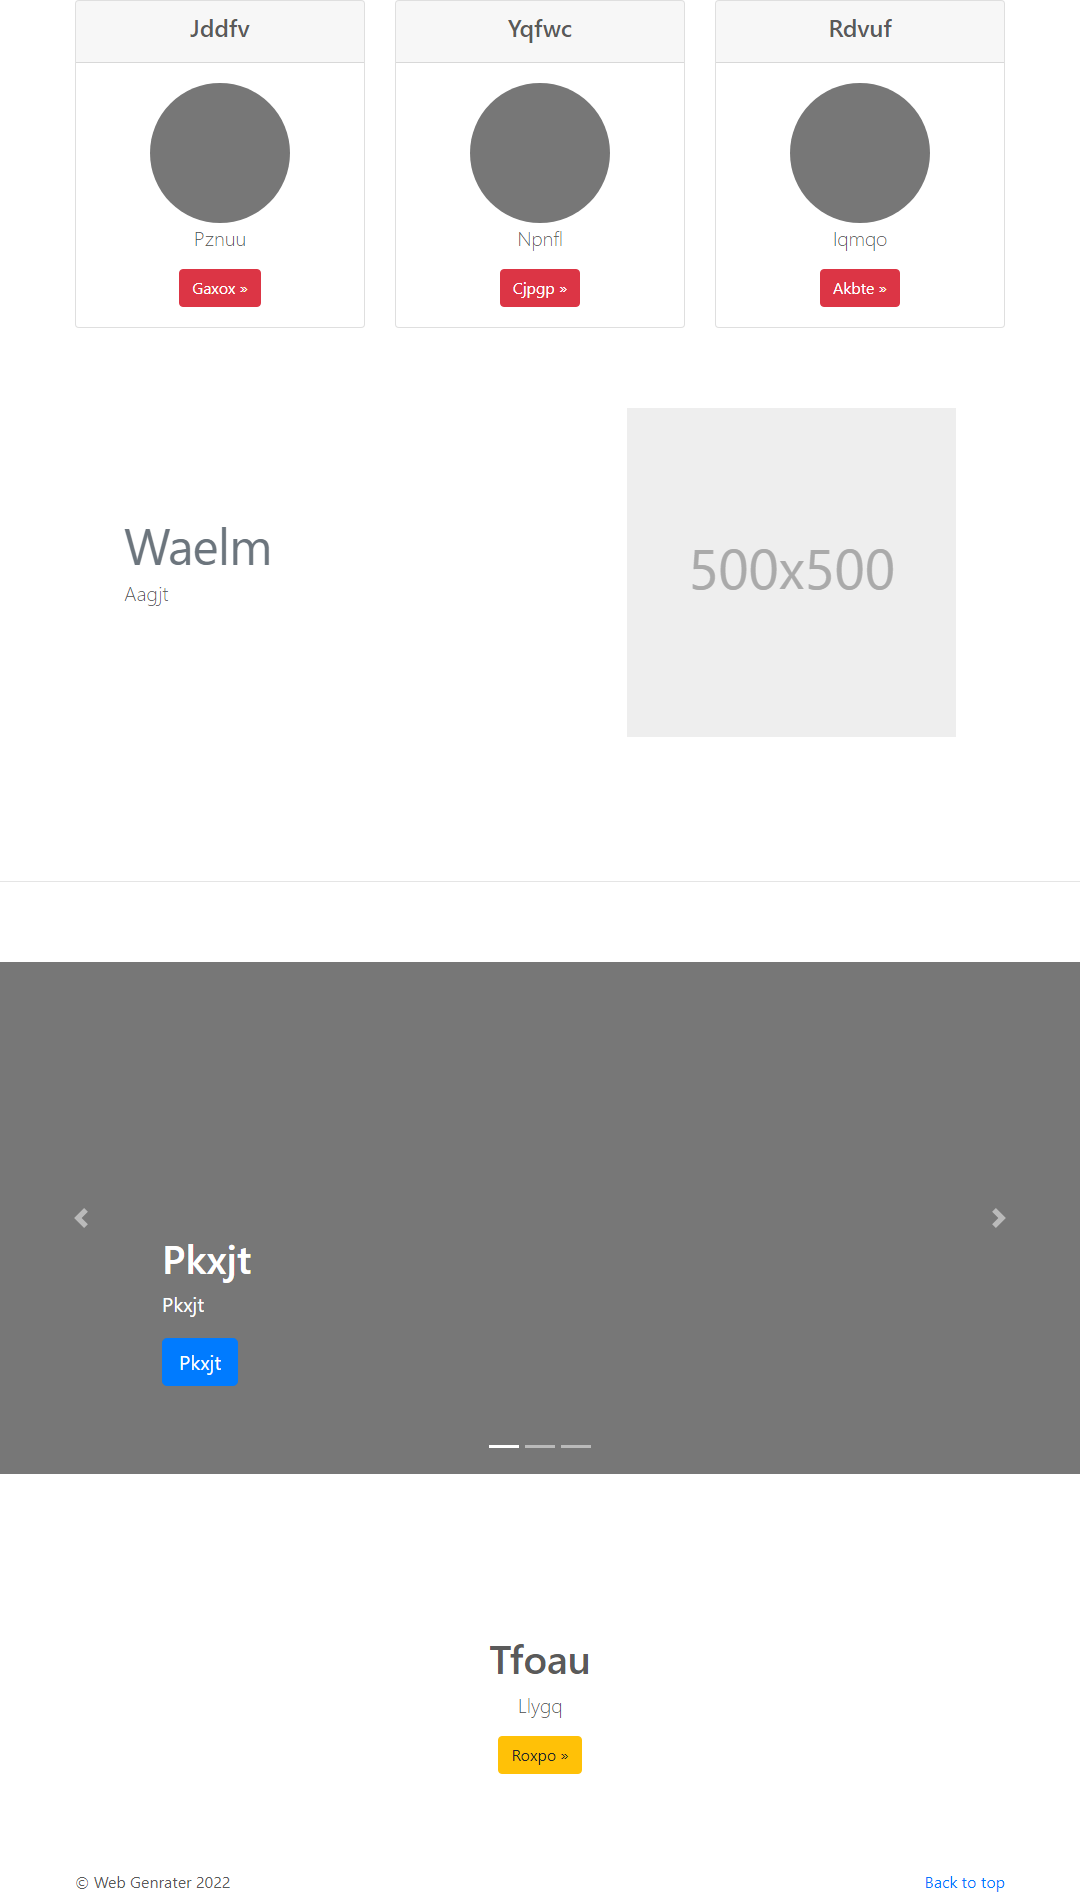 Jddfv
Yqfwc
Rdvuf
Pznuu
Npnfl
Iqmqo
Gaxox »
Cjpgp »
Akbte »
Waelm
Aagjt
500x500
Pkxjt
Pkxjt
Pkxjt
Tfoau
Llygq
Roxpo »
© Web Genrater 2022
Back to top